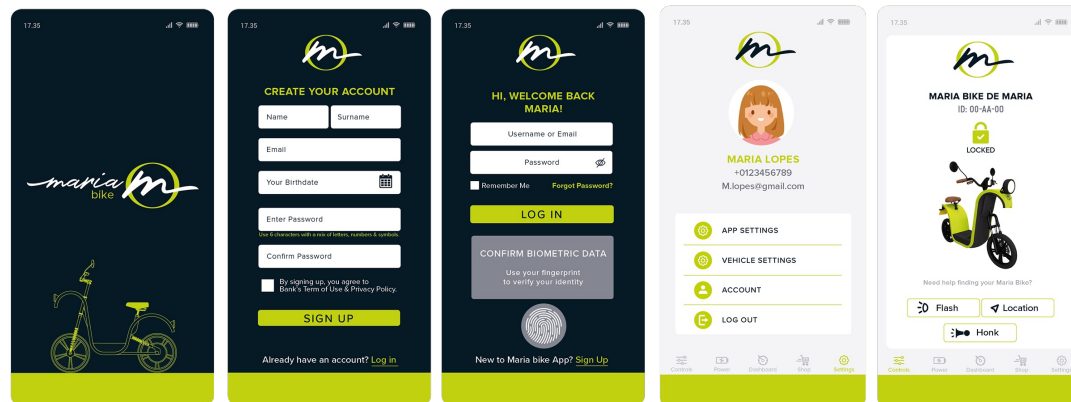 17.35
maria
bike
17.35
CREATE YOUR ACCOUNT
Name
Surname
Email
Your Birthdate
Enter Password
Use 6 characters with a mix of letters, numbers & symbols.
Confirm Password
By signing up, you agree to
Bank's Term of Use & Privacy Policy.
SIGN UP
Already have an account? Log in
17.35
HI, WELCOME BACK
MARIA!
Username or Email
Password
Remember Me
Forgot Password?
LOG IN
CONFIRM BIOMETRIC DATA
Use your fingerprint
to verify your identity
New to Maria bike App? Sign Up
17.35
MARIA LOPES
+0123456789
M.lopes@gmail.com
APP SETTINGS
VEHICLE SETTINGS
ACCOUNT
LOG OUT
Controls
Power
Dashboard
Shop
Settings
17.35
MARIA BIKE DE MARIA
ID: 00-AA-00
LOCKED
Need help finding your Maria Bike?
Flash
Location
Honk
Controls
Power
Dashboard
Shop
Settings